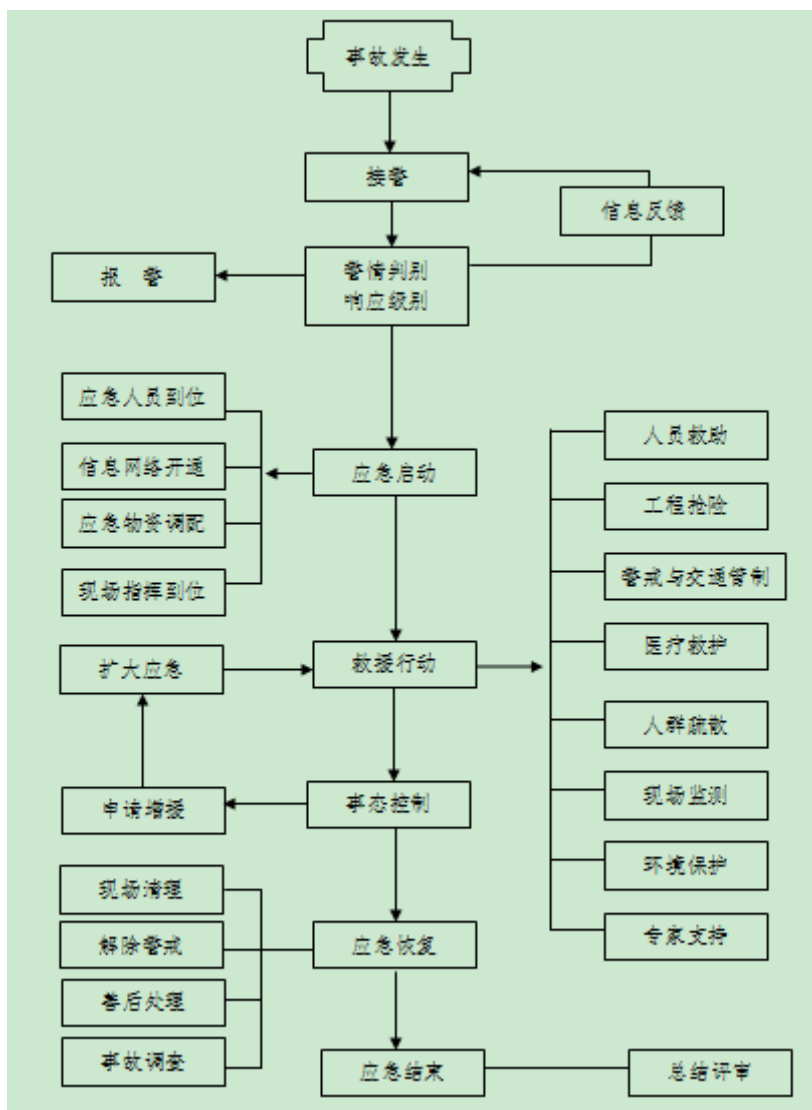 事故发生
接警
信息反馈
报 警
警情判别
响应级别
应急人员到位
信息网络开通
应急启动
应急物资调配
现场指挥到位
人员救助
工程抢险
警戒与交通管制
扩大应急
救援行动
医疗救护
人群疏散
申请增援
事态控制
现场监测
环境保护
现场清理
解除警戒
应急恢复
专家支持
善后处理
事故调查
应急结束
总结评审